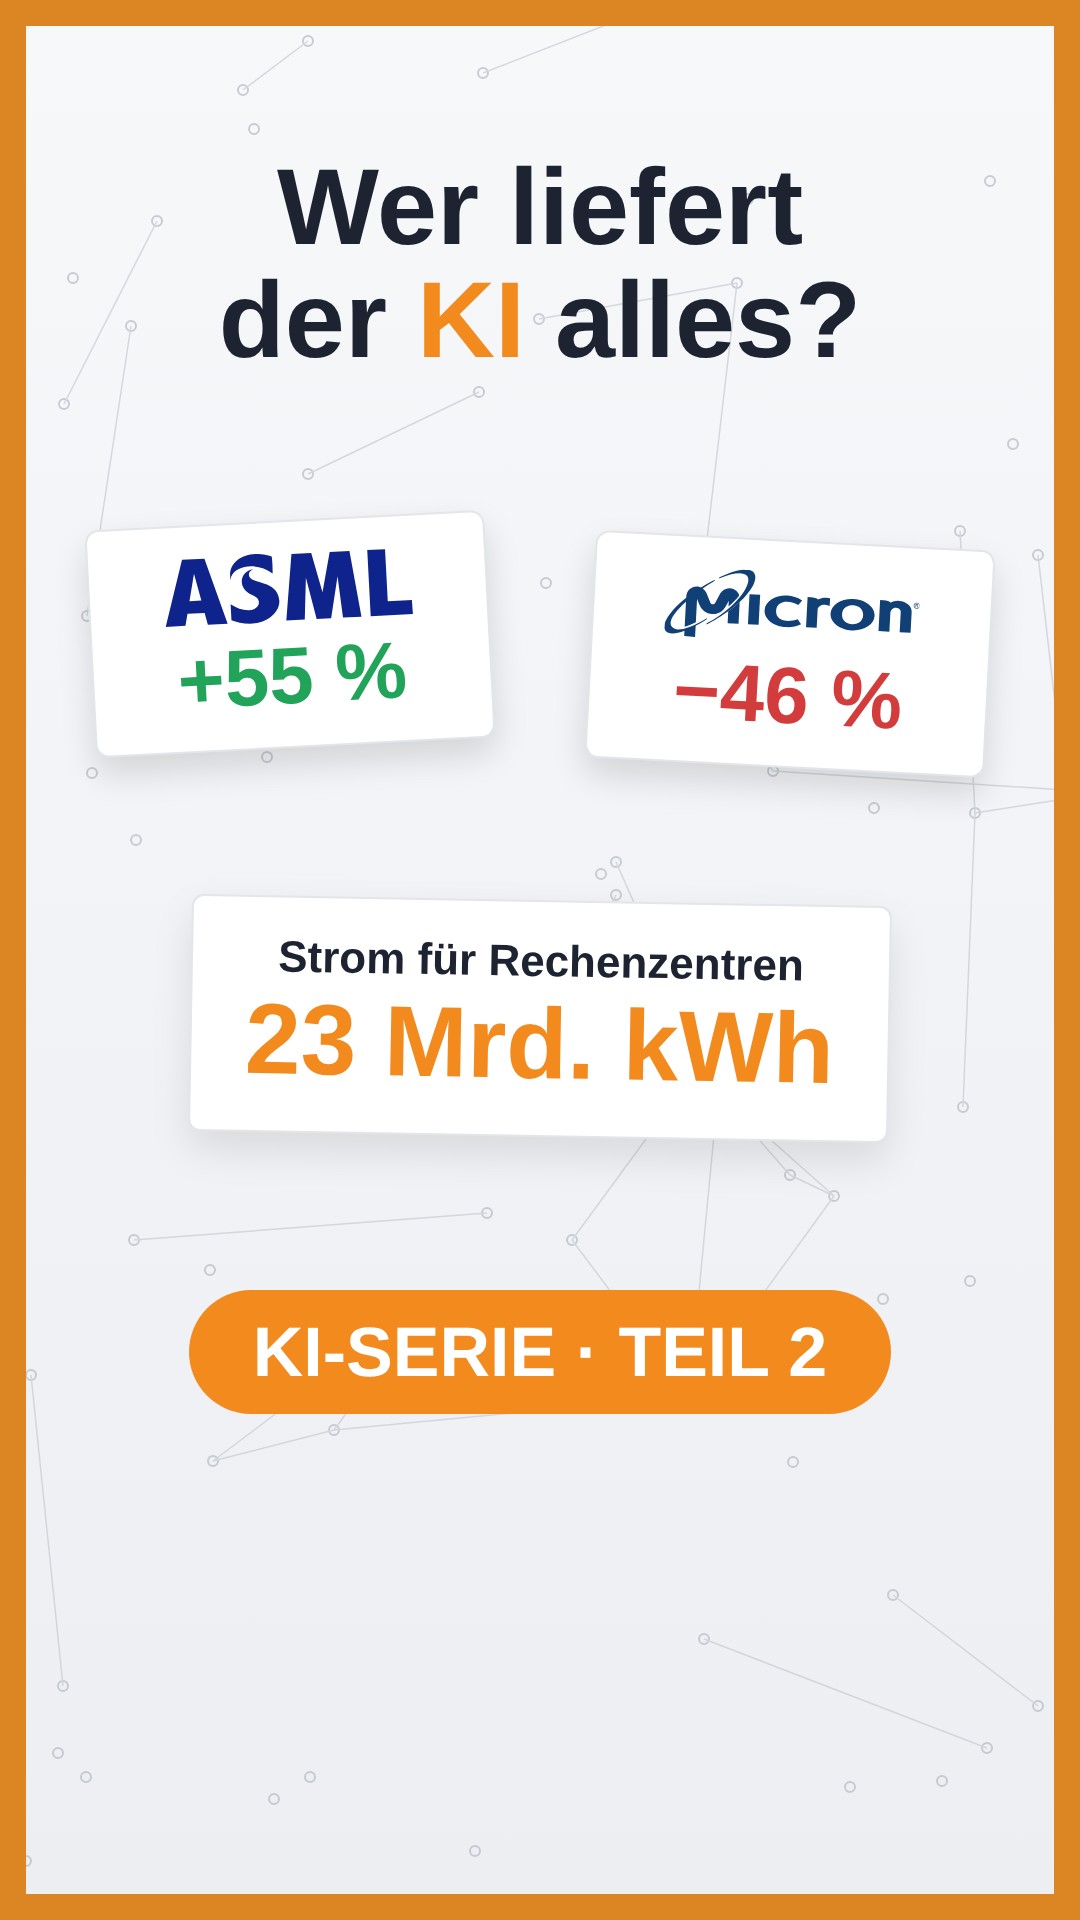 Wer liefert
der KI alles?
ASML
+55 %
Micron®
−46 %
Strom für Rechenzentren
23 Mrd. kWh
KI-SERIE · TEIL 2